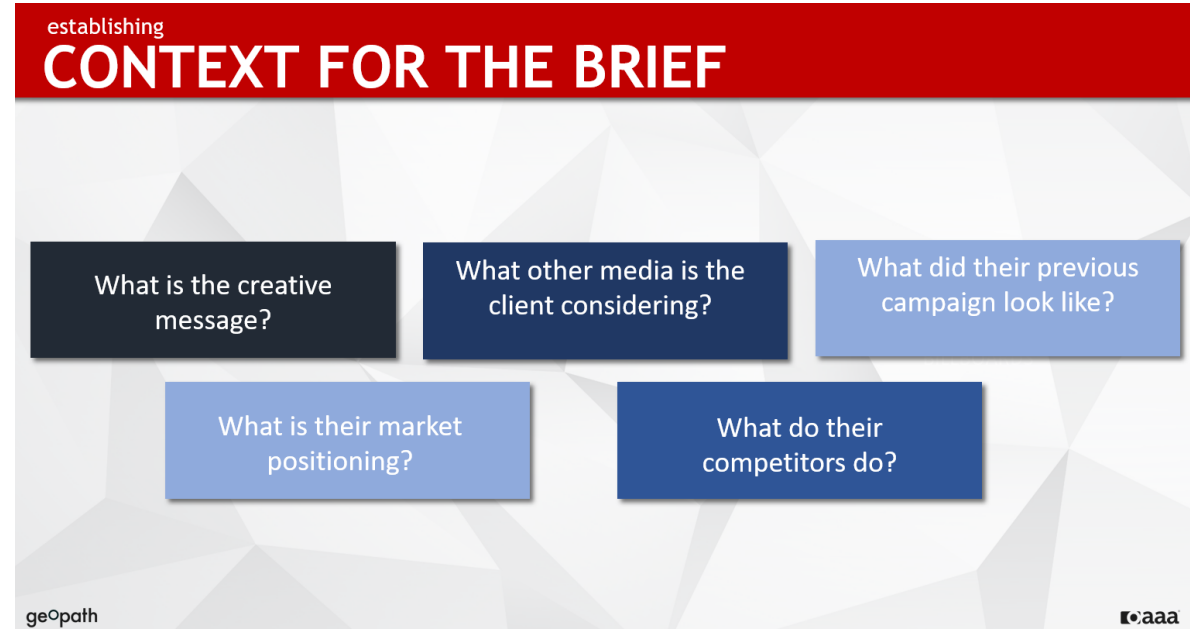 establishing
CONTEXT FOR THE BRIEF
What is the creative
message?
What other media is the
client considering?
What did their previous
campaign look like?
What is their market
positioning?
What do their
competitors do?
geopath
oaaa